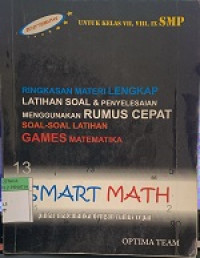 UNTUK KELAS VII, VIII, IX SMP
RINGKASAN MATERI LENGKAP
LATIHAN SOAL & PENYELESAIAN
MENGGUNAKAN RUMUS CEPAT
SOAL-SOAL LATIHAN
GAMES MATEMATIKA
13
SMART MATH
OPTIMA TEAM